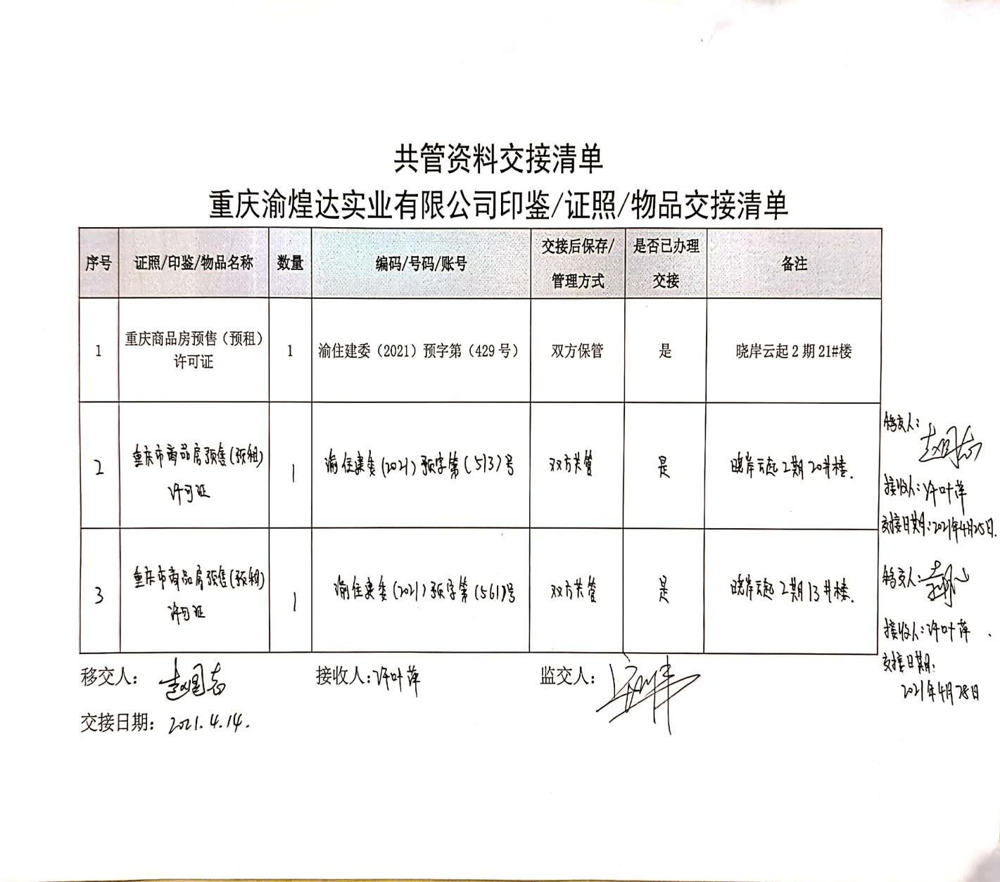 共管资料交接清单
重庆渝煌达实业有限公司印鉴/证照/物品交接清单
序号 证照/印鉴/物品名称 数量 编码/号码/账号 交接后保存/管理方式 是否已办理交接 备注
1 重庆商品房预售（预租）许可证 1 渝住建委（2021）预字第（429号） 双方保管 是 晓岸云起2期21#楼
2 重庆市商品房预售(预租)许可证 1 渝住建委(2021)预字第(513)号 双方共管 是 晓岸云起2期20#楼.
移交人：
接收人:许叶萍
交接日期:2021年4月25日.
3 重庆市商品房预售(预租)许可证 1 渝住建委(2021)预字第(561)号 双方共管 是 晓岸云起2期13#楼.
移交人:
接收人:许叶萍.
交接日期:
2021年4月28日
移交人: 赵国志 接收人:许叶萍 监交人:
交接日期: 2021.4.14.